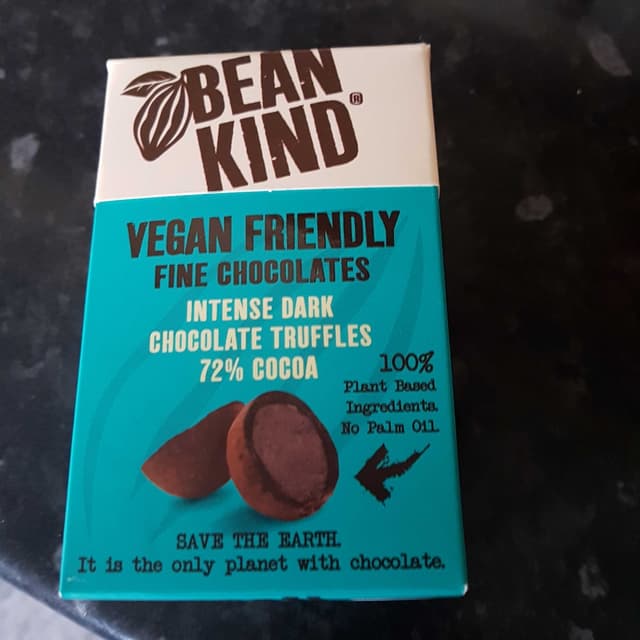 BEAN
KIND®
VEGAN FRIENDLY
FINE CHOCOLATES
INTENSE DARK
CHOCOLATE TRUFFLES
72% COCOA
100%
Plant Based
Ingredients.
No Palm Oil.
SAVE THE EARTH.
It is the only planet with chocolate.